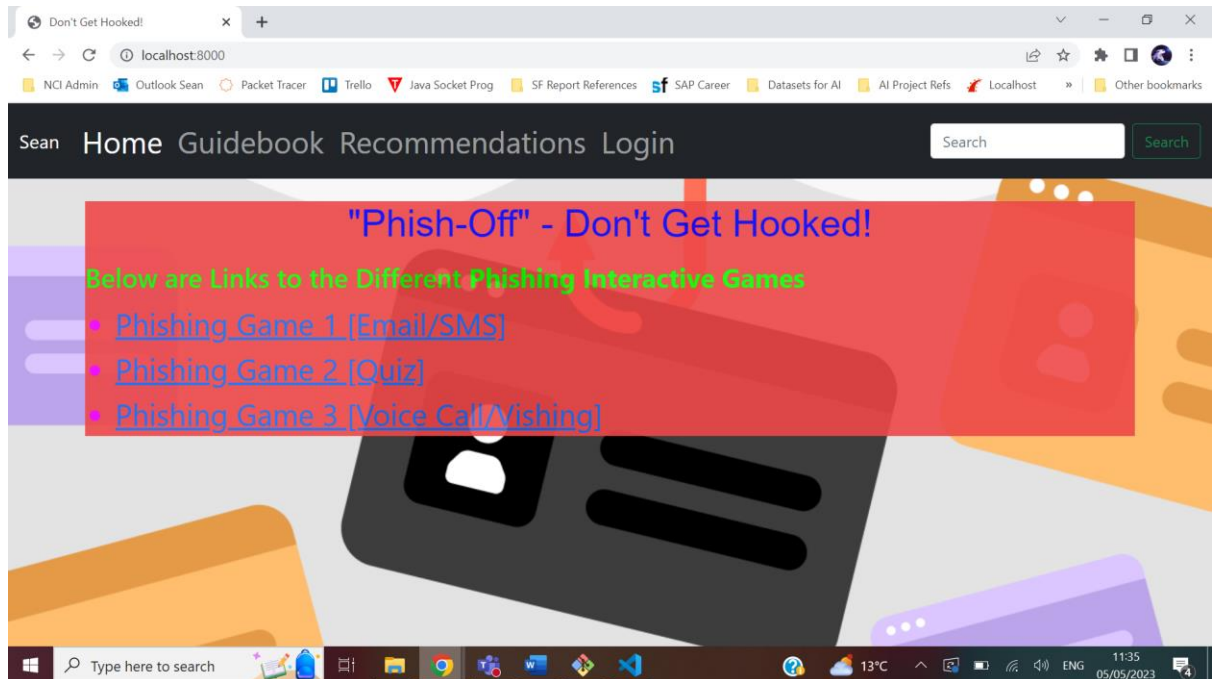 Don't Get Hooked!
localhost:8000
NCI Admin Outlook Sean Packet Tracer Trello Java Socket Prog SF Report References SAP Career Datasets for AI AI Project Refs Localhost » Other bookmarks
Sean Home Guidebook Recommendations Login Search Search
"Phish-Off" - Don't Get Hooked!
Below are Links to the Different Phishing Interactive Games
Phishing Game 1 [Email/SMS]
Phishing Game 2 [Quiz]
Phishing Game 3 [Voice Call/Vishing]
Type here to search 13°C ENG 11:35
05/05/2023 4